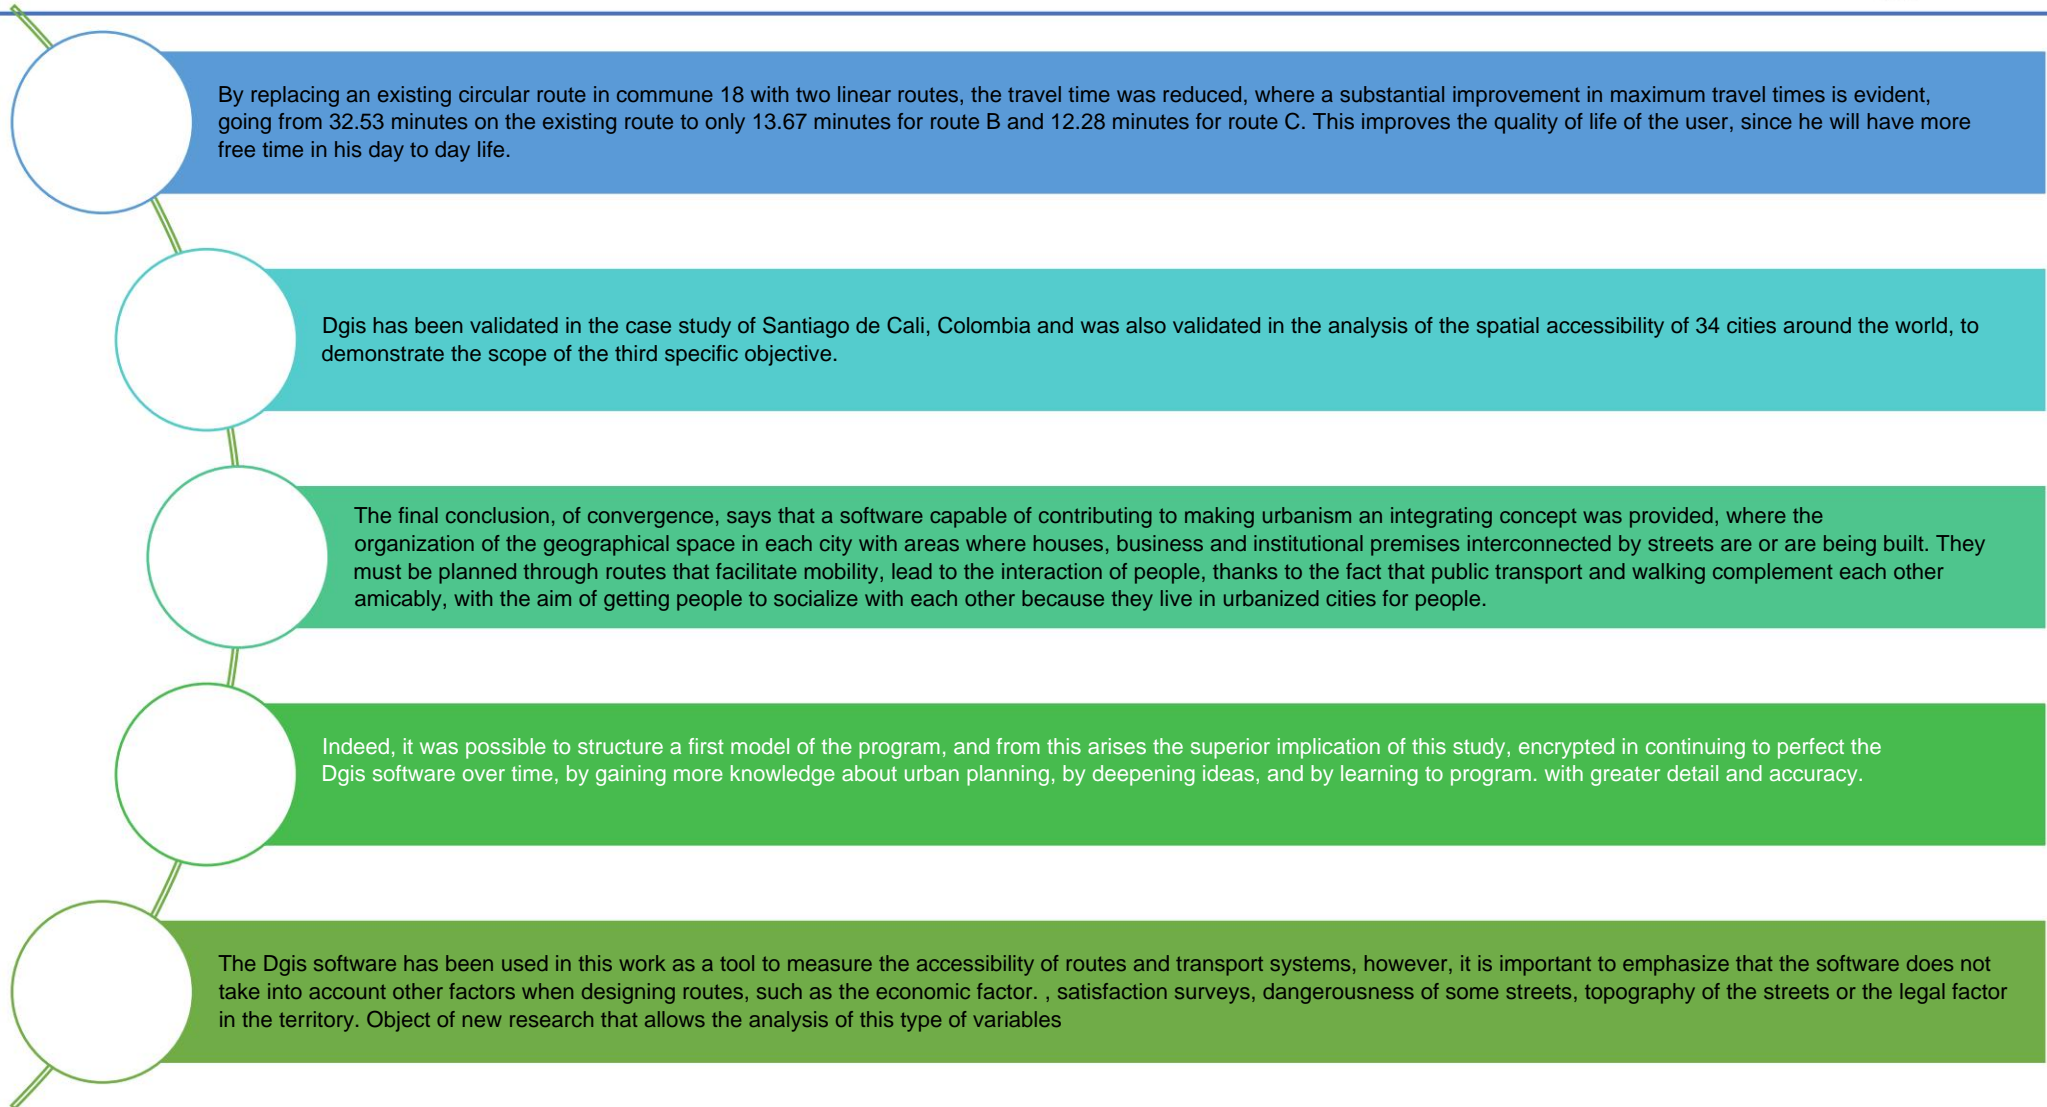 By replacing an existing circular route in commune 18 with two linear routes, the travel time was reduced, where a substantial improvement in maximum travel times is evident,
going from 32.53 minutes on the existing route to only 13.67 minutes for route B and 12.28 minutes for route C. This improves the quality of life of the user, since he will have more
free time in his day to day life.
Dgis has been validated in the case study of Santiago de Cali, Colombia and was also validated in the analysis of the spatial accessibility of 34 cities around the world, to
demonstrate the scope of the third specific objective.
The final conclusion, of convergence, says that a software capable of contributing to making urbanism an integrating concept was provided, where the
organization of the geographical space in each city with areas where houses, business and institutional premises interconnected by streets are or are being built. They
must be planned through routes that facilitate mobility, lead to the interaction of people, thanks to the fact that public transport and walking complement each other
amicably, with the aim of getting people to socialize with each other because they live in urbanized cities for people.
Indeed, it was possible to structure a first model of the program, and from this arises the superior implication of this study, encrypted in continuing to perfect the
Dgis software over time, by gaining more knowledge about urban planning, by deepening ideas, and by learning to program. with greater detail and accuracy.
The Dgis software has been used in this work as a tool to measure the accessibility of routes and transport systems, however, it is important to emphasize that the software does not
take into account other factors when designing routes, such as the economic factor. , satisfaction surveys, dangerousness of some streets, topography of the streets or the legal factor
in the territory. Object of new research that allows the analysis of this type of variables